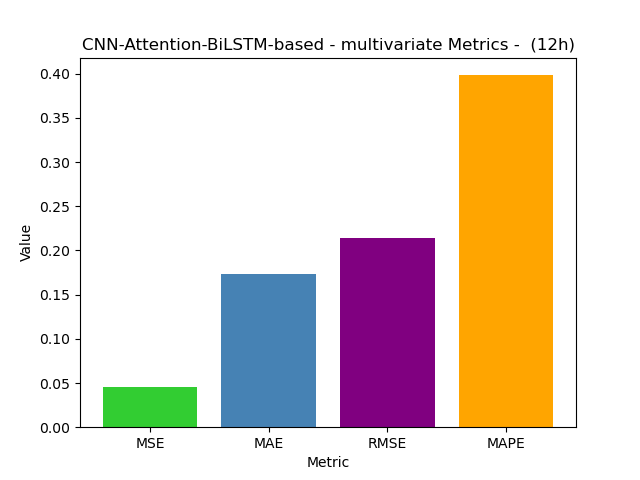 CNN-Attention-BiLSTM-based - multivariate Metrics -  (12h)
0.40
0.35
0.30
0.25
0.20
0.15
0.10
0.05
0.00
Value
MSE MAE RMSE MAPE
Metric